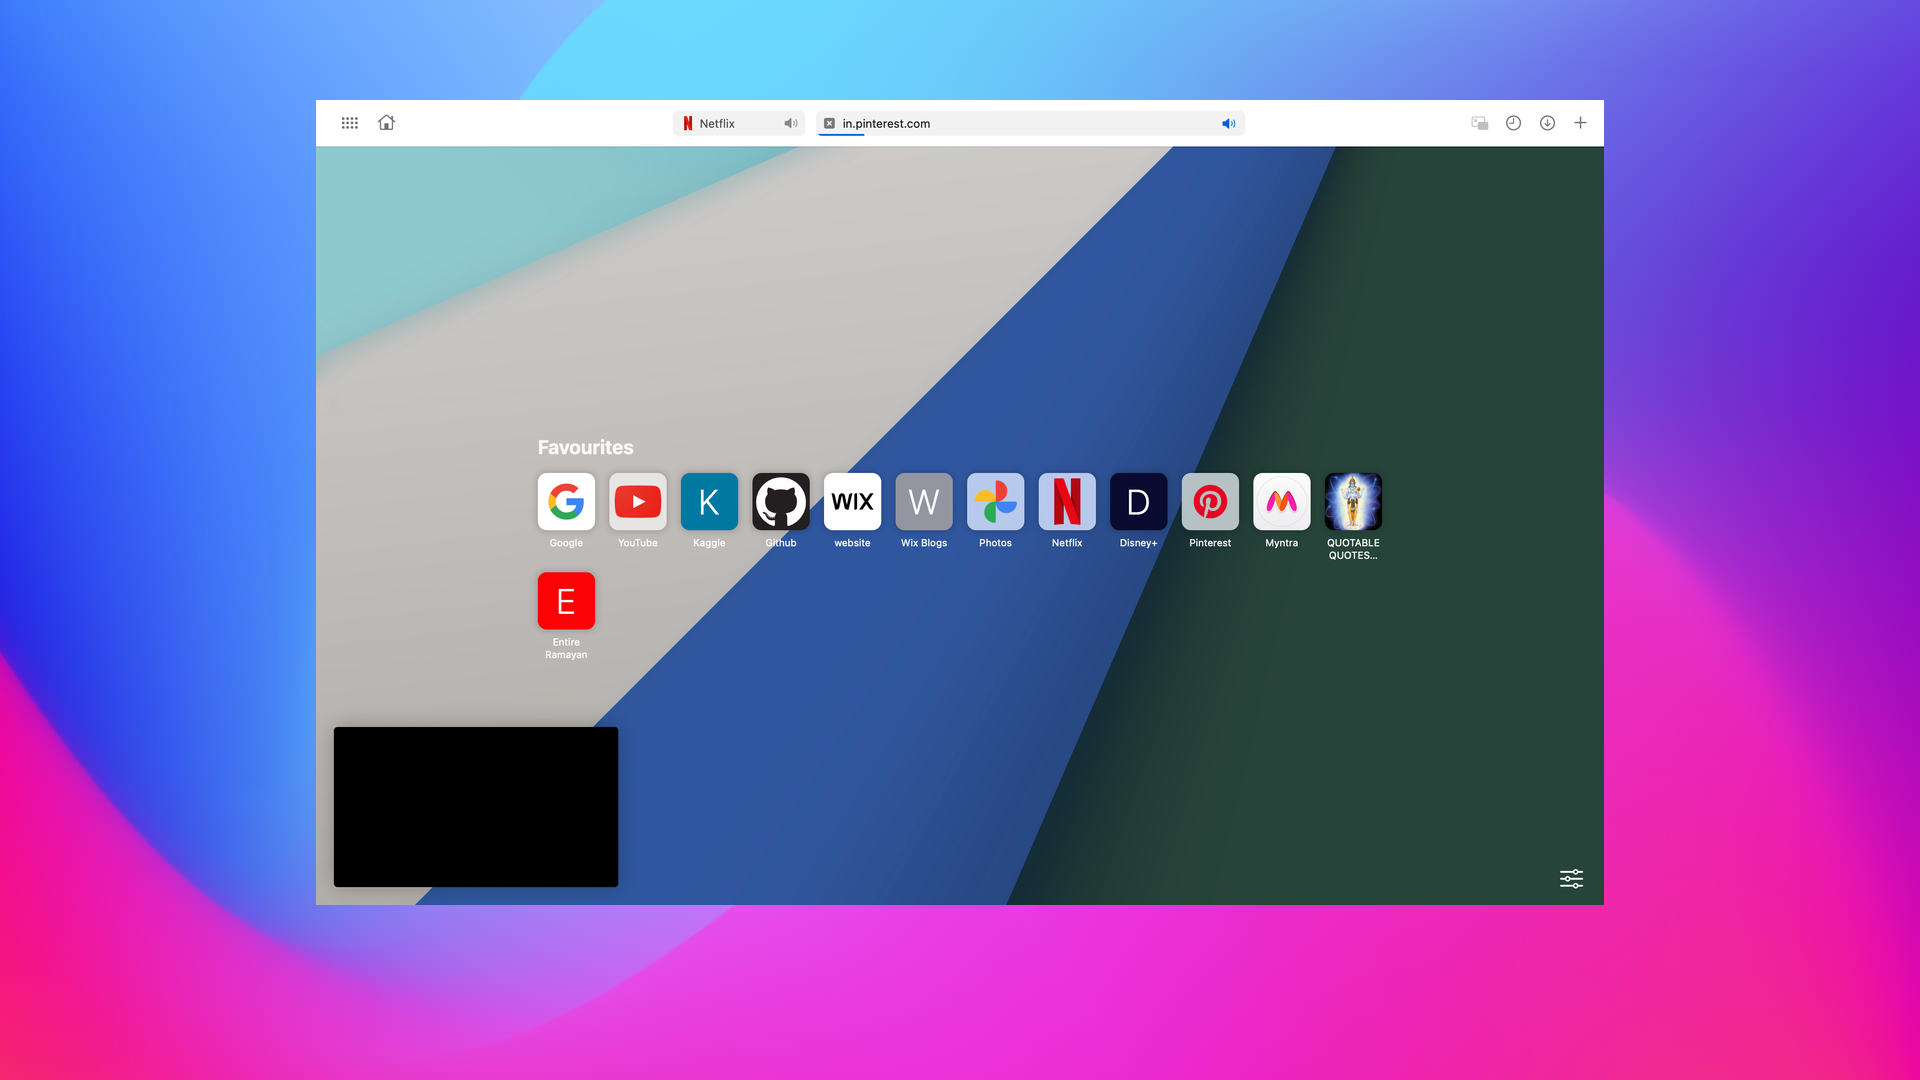 Netflix
in.pinterest.com
Favourites
K
WIX
W
N
D
E
Google
YouTube
Kaggle
Github
website
Wix Blogs
Photos
Netflix
Disney+
Pinterest
Myntra
QUOTABLE
QUOTES...
Entire
Ramayan